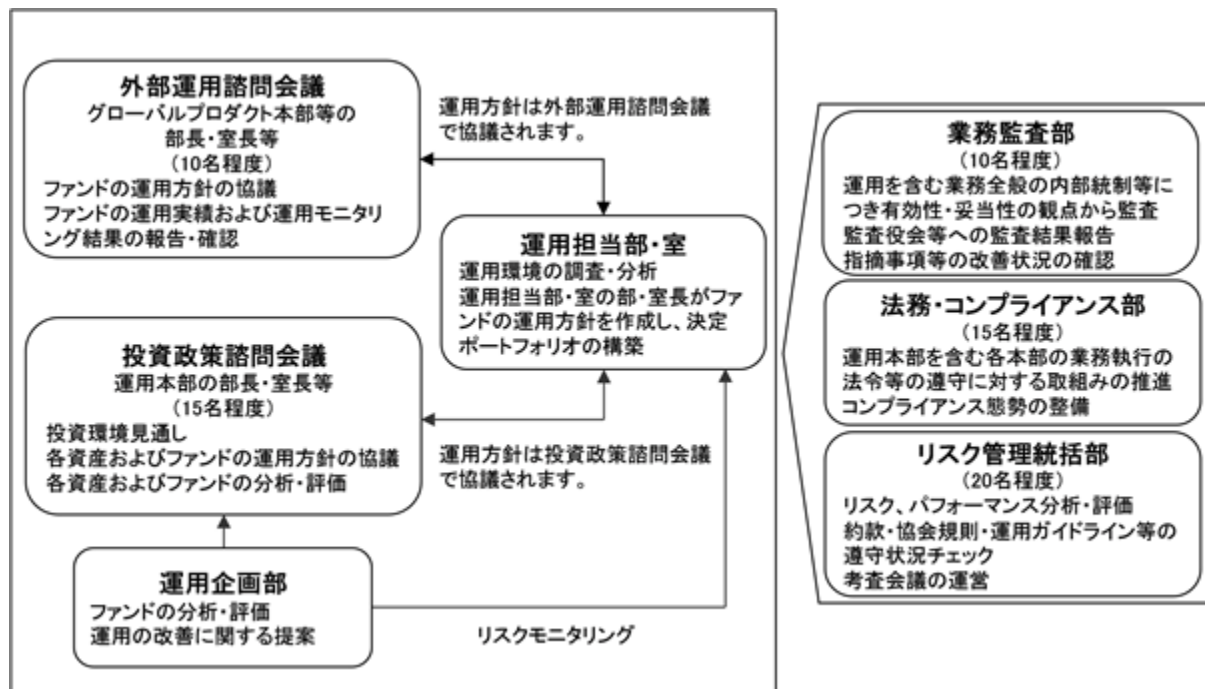 外部運用諮問会議
グローバルプロダクト本部等の
部長・室長等
(10名程度)
ファンドの運用方針の協議
ファンドの運用実績および運用モニタリ
ング結果の報告・確認
運用方針は外部運用諮問会議
で協議されます。
運用担当部・室
運用環境の調査・分析
運用担当部・室の部・室長がファ
ンドの運用方針を作成し、決定
ポートフォリオの構築
投資政策諮問会議
運用本部の部長・室長等
(15名程度)
投資環境見通し
各資産およびファンドの運用方針の協議
各資産およびファンドの分析・評価
運用方針は投資政策諮問会議
で協議されます。
運用企画部
ファンドの分析・評価
運用の改善に関する提案
リスクモニタリング
業務監査部
(10名程度)
運用を含む業務全般の内部統制等に
つき有効性・妥当性の観点から監査
監査役会等への監査結果報告
指摘事項等の改善状況の確認
法務・コンプライアンス部
(15名程度)
運用本部を含む各本部の業務執行の
法令等の遵守に対する取組みの推進
コンプライアンス態勢の整備
リスク管理統括部
(20名程度)
リスク、パフォーマンス分析・評価
約款・協会規則・運用ガイドライン等の
遵守状況チェック
考査会議の運営